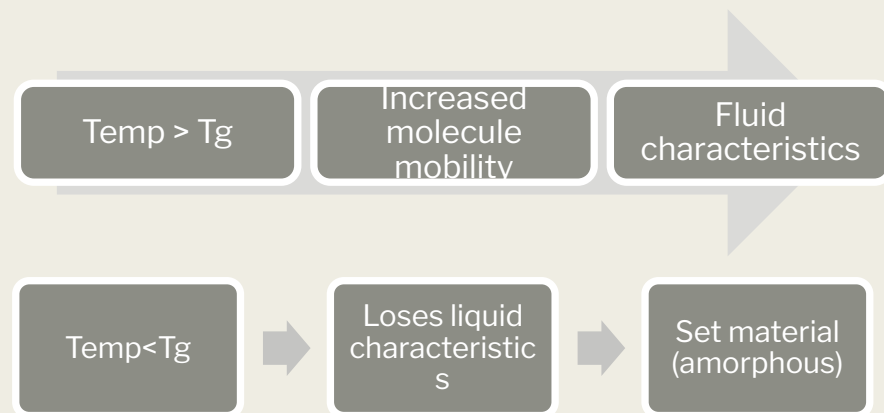 Temp > Tg
Increased
molecule
mobility
Fluid
characteristics
Temp<Tg
Loses liquid
characteristic
s
Set material
(amorphous)